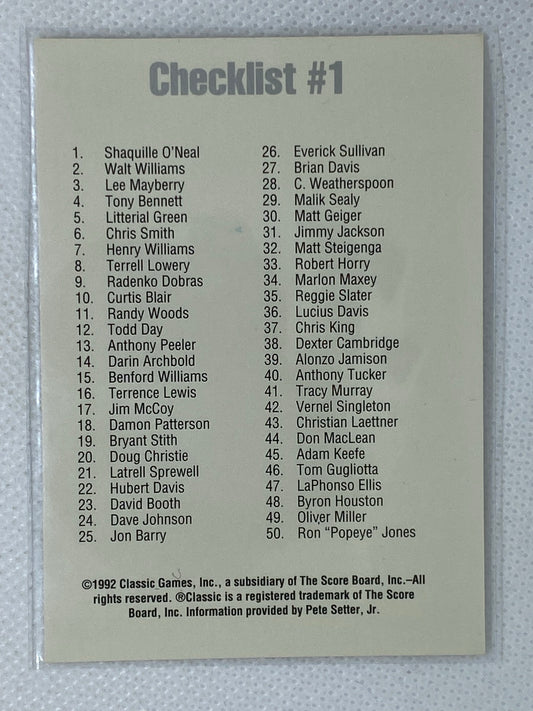 Checklist #1
1. Shaquille O'Neal
2. Walt Williams
3. Lee Mayberry
4. Tony Bennett
5. Litterial Green
6. Chris Smith
7. Henry Williams
8. Terrell Lowery
9. Radenko Dobras
10. Curtis Blair
11. Randy Woods
12. Todd Day
13. Anthony Peeler
14. Darin Archbold
15. Benford Williams
16. Terrence Lewis
17. Jim McCoy
18. Damon Patterson
19. Bryant Stith
20. Doug Christie
21. Latrell Sprewell
22. Hubert Davis
23. David Booth
24. Dave Johnson
25. Jon Barry
26. Everick Sullivan
27. Brian Davis
28. C. Weatherspoon
29. Malik Sealy
30. Matt Geiger
31. Jimmy Jackson
32. Matt Steigenga
33. Robert Horry
34. Marlon Maxey
35. Reggie Slater
36. Lucius Davis
37. Chris King
38. Dexter Cambridge
39. Alonzo Jamison
40. Anthony Tucker
41. Tracy Murray
42. Vernel Singleton
43. Christian Laettner
44. Don MacLean
45. Adam Keefe
46. Tom Gugliotta
47. LaPhonso Ellis
48. Byron Houston
49. Oliver Miller
50. Ron "Popeye" Jones
©1992 Classic Games, Inc., a subsidiary of The Score Board, Inc.–All
rights reserved. ®Classic is a registered trademark of The Score
Board, Inc. Information provided by Pete Setter, Jr.